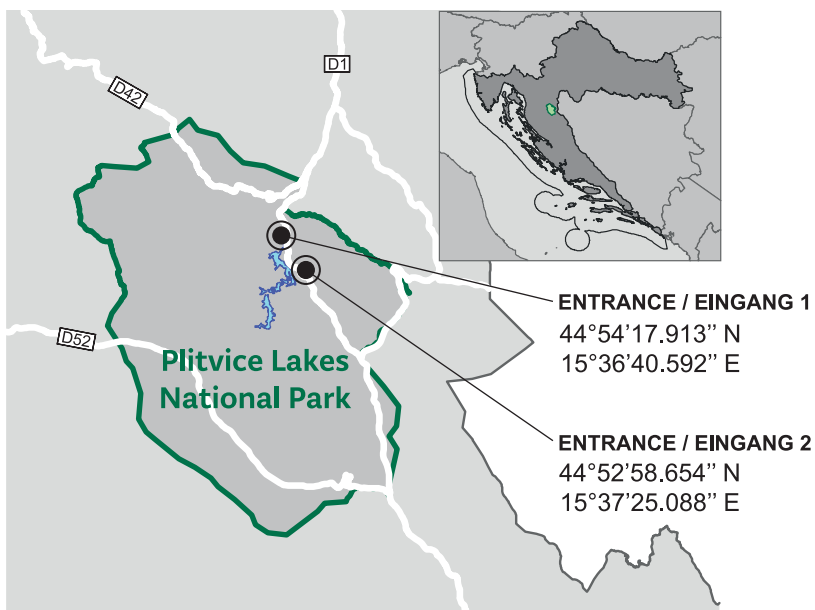 D1
D42
ENTRANCE / EINGANG 1
44°54’17.913’’ N
15°36’40.592’’ E
D52
Plitvice Lakes
National Park
ENTRANCE / EINGANG 2
44°52’58.654’’ N
15°37’25.088’’ E